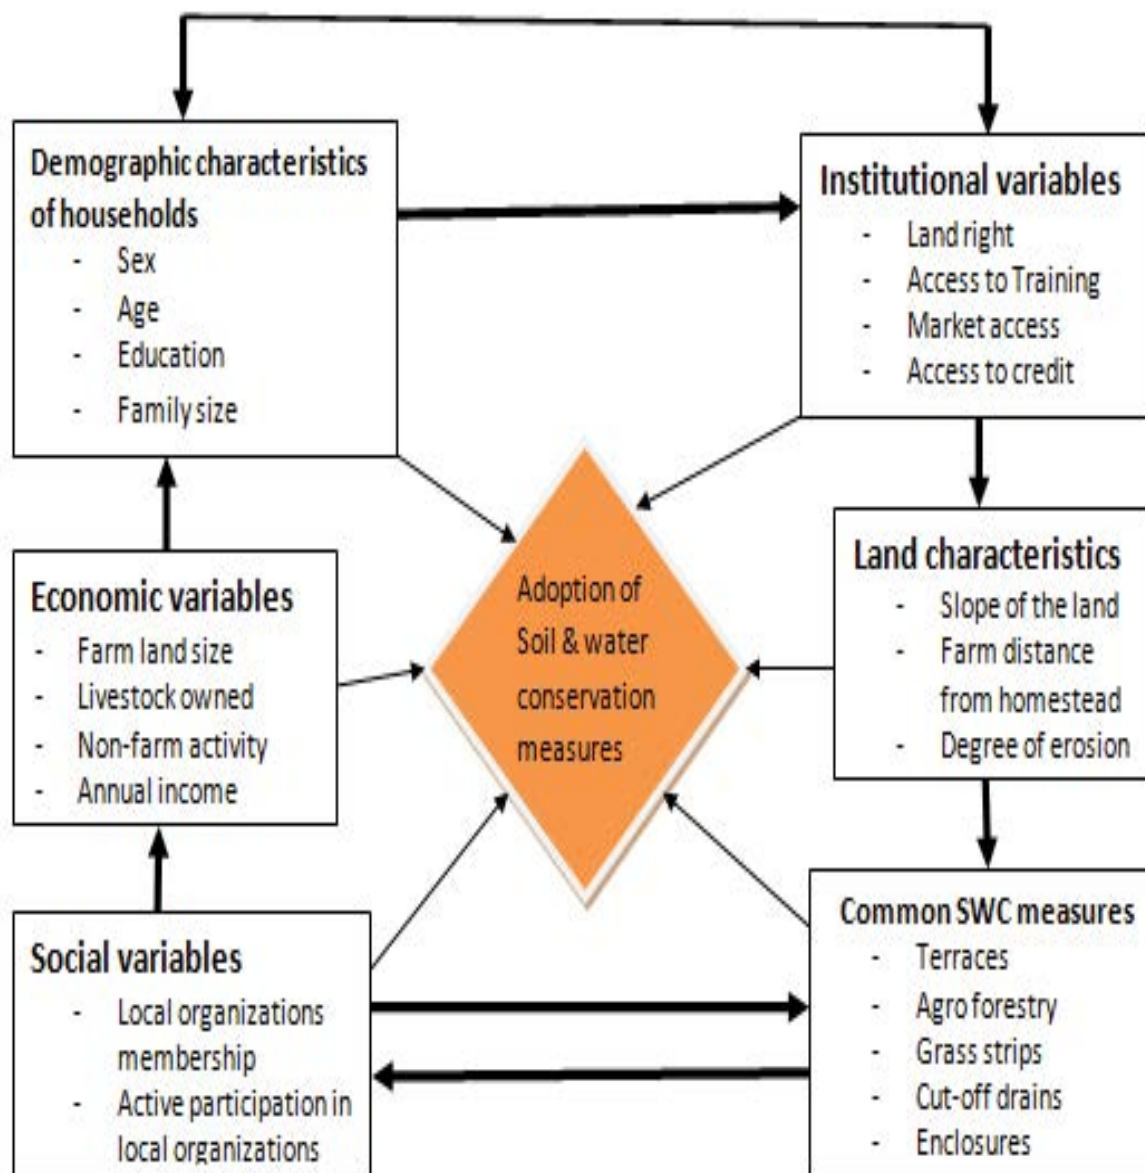 Demographic characteristics
of households
- Sex
- Age
- Education
- Family size
Institutional variables
- Land right
- Access to Training
- Market access
- Access to credit
Economic variables
- Farm land size
- Livestock owned
- Non-farm activity
- Annual income
Adoption of
Soil & water
conservation
measures
Land characteristics
- Slope of the land
- Farm distance
from homestead
- Degree of erosion
Social variables
- Local organizations
membership
- Active participation in
local organizations
Common SWC measures
- Terraces
- Agro forestry
- Grass strips
- Cut-off drains
- Enclosures